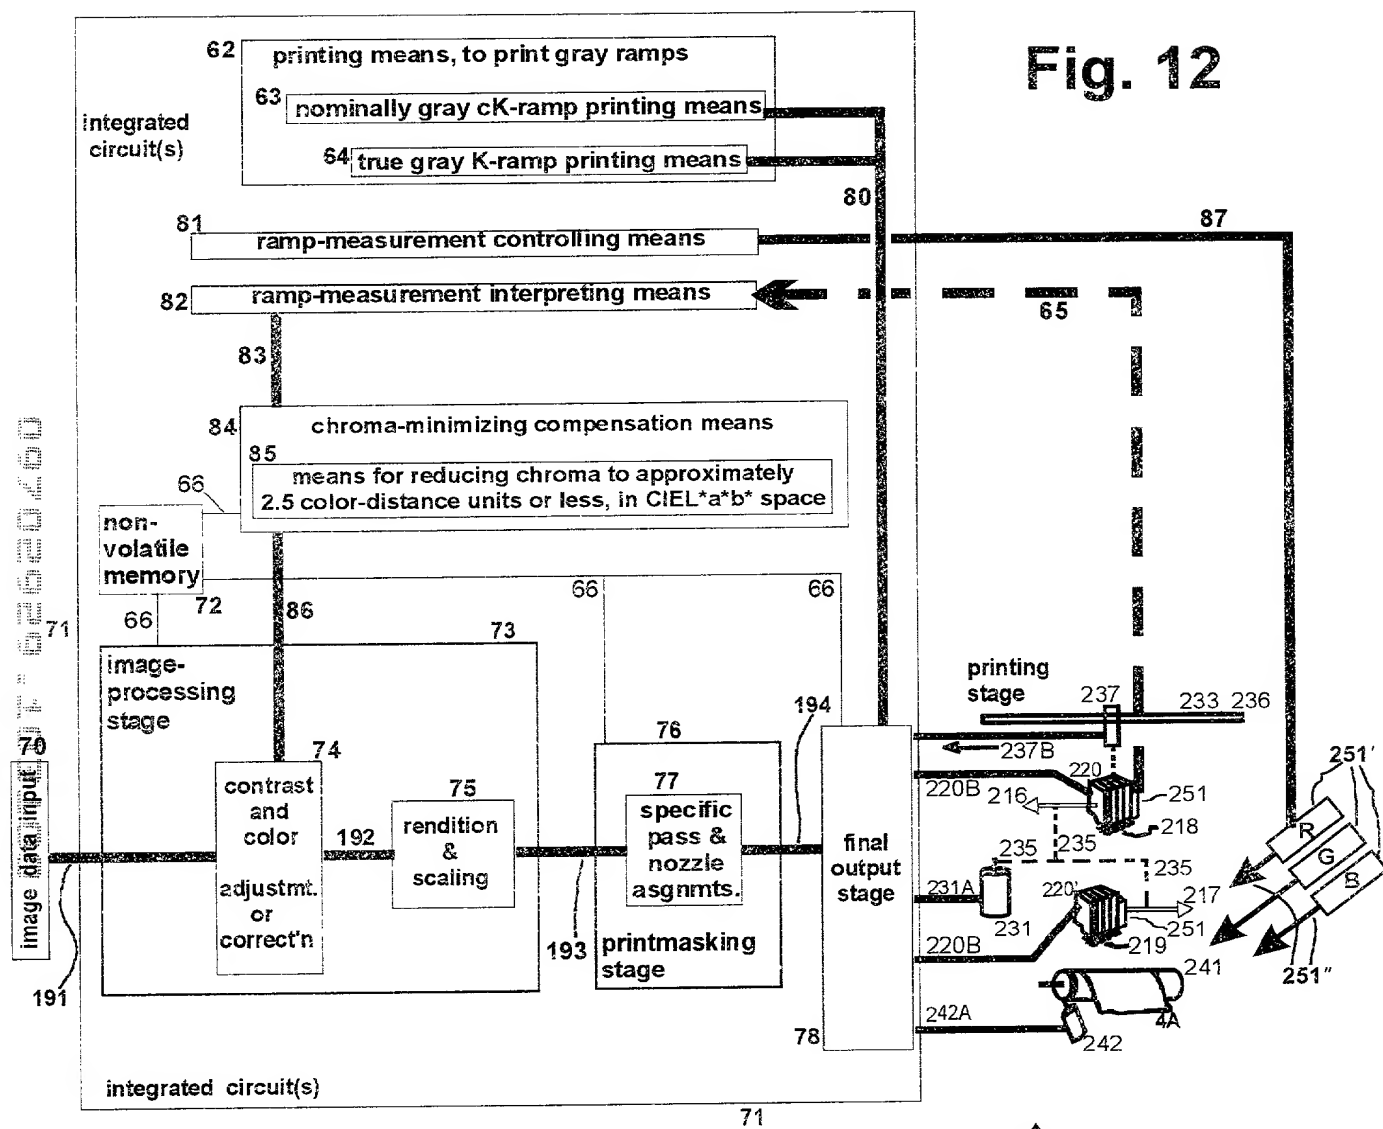 Fig. 12
62
printing means, to print gray ramps
63
nominally gray cK-ramp printing means
64
true gray K-ramp printing means
integrated
circuit(s)
80
81
ramp-measurement controlling means
87
82
ramp-measurement interpreting means
65
83
84
chroma-minimizing compensation means
85
means for reducing chroma to approximately
2.5 color-distance units or less, in CIEL*a*b* space
66
non-
volatile
memory
72
66
66
66
71
86
73
image-
processing
stage
70
image data input
191
74
contrast
and
color
adjustmt.
or
correct'n
192
75
rendition
&
scaling
193
76
77
specific
pass &
nozzle
asgnmts.
printmasking
stage
194
final
output
stage
78
printing
stage
237
233
236
237B
220B
220
216
251
218
235
235
235
231A
231
220'
217
251
219
220B
241
242A
4A
242
R
G
B
251'
251"
integrated circuit(s)
71